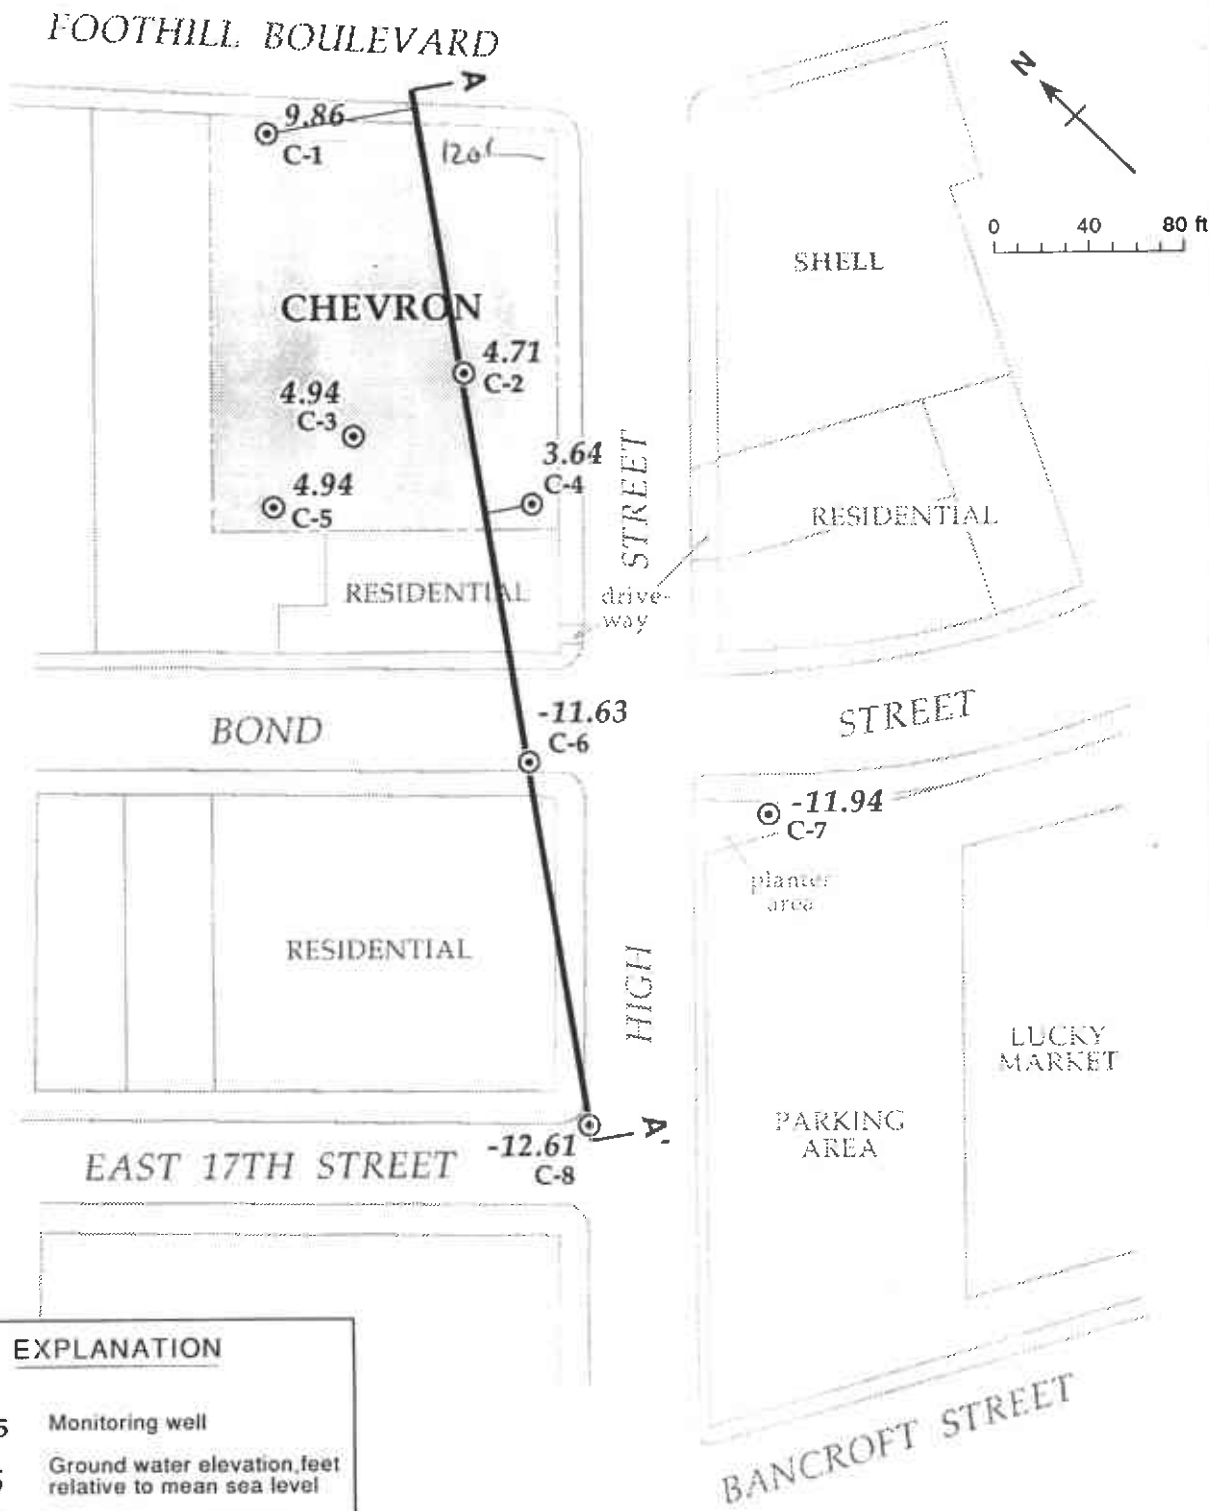 FOOTHILL BOULEVARD
A
N
9.86
C-1
120'
0 40 80 ft
SHELL
CHEVRON
4.71
C-2
4.94
C-3
3.64
C-4
4.94
C-5
STREET
RESIDENTIAL
RESIDENTIAL
drive-
way
BOND
STREET
-11.63
C-6
-11.94
C-7
planter
area
RESIDENTIAL
HIGH
LUCKY
MARKET
PARKING
AREA
A'
-12.61
C-8
EAST 17TH STREET
EXPLANATION
5 Monitoring well
5 Ground water elevation,feet
relative to mean sea level
BANCROFT STREET